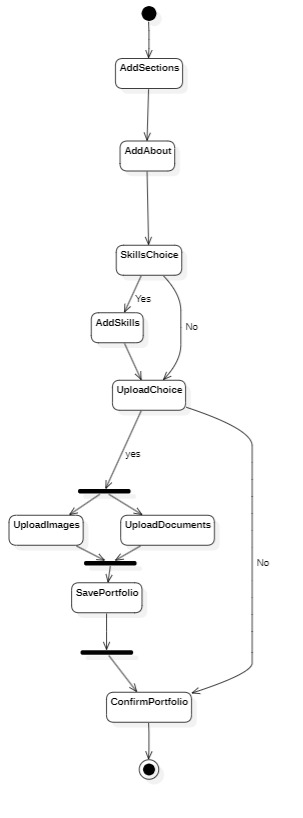 AddSections
AddAbout
SkillsChoice
Yes
AddSkills
No
UploadChoice
yes
UploadImages
UploadDocuments
No
SavePortfolio
ConfirmPortfolio